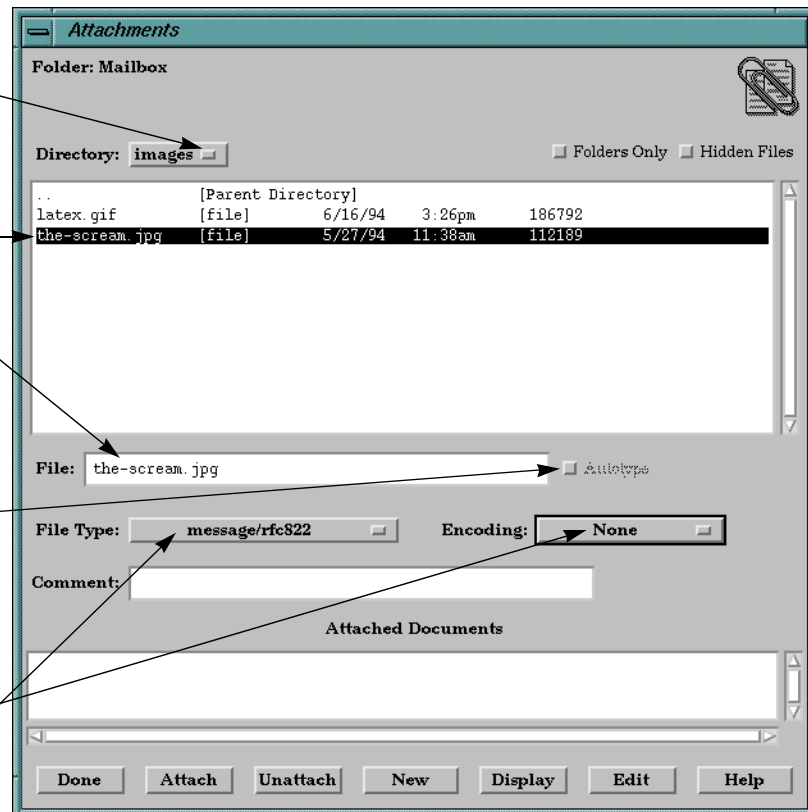 Attachments
Folder: Mailbox
Directory: images Folders Only Hidden Files
.. [Parent Directory]
latex.gif [file] 6/16/94 3:26pm 186792
the-scream.jpg [file] 5/27/94 11:38am 112189
File: the-scream.jpg Autotype
File Type: message/rfc822 Encoding: None
Comment:
Attached Documents
Done Attach Unattach New Display Edit Help